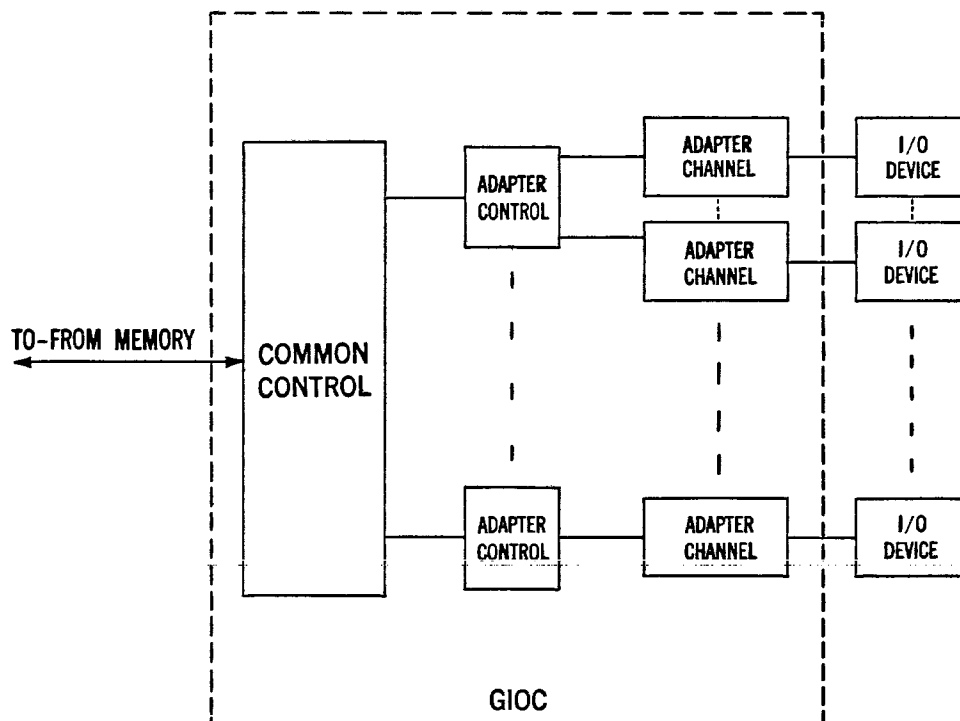 ADAPTER
CHANNEL
I/O
DEVICE
ADAPTER
CONTROL
ADAPTER
CHANNEL
I/O
DEVICE
TO-FROM MEMORY
COMMON
CONTROL
ADAPTER
CONTROL
ADAPTER
CHANNEL
I/O
DEVICE
GIOC